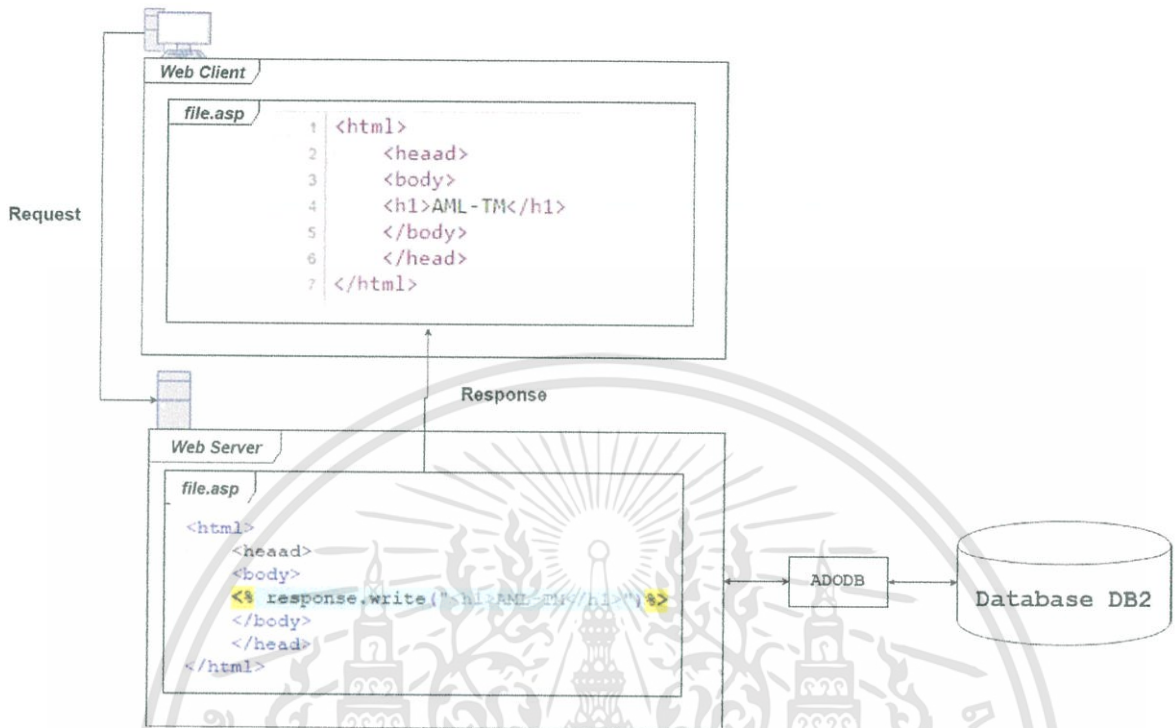 Web Client
file.asp
1 <html>
2 <heaad>
3 <body>
4 <h1>AML-TM</h1>
5 </body>
6 </head>
7 </html>
Request
Response
Web Server
file.asp
<html>
<heaad>
<body>
<% response.write("<h1>AML-TM</h1>")%>
</body>
</head>
</html>
ADODB
Database DB2